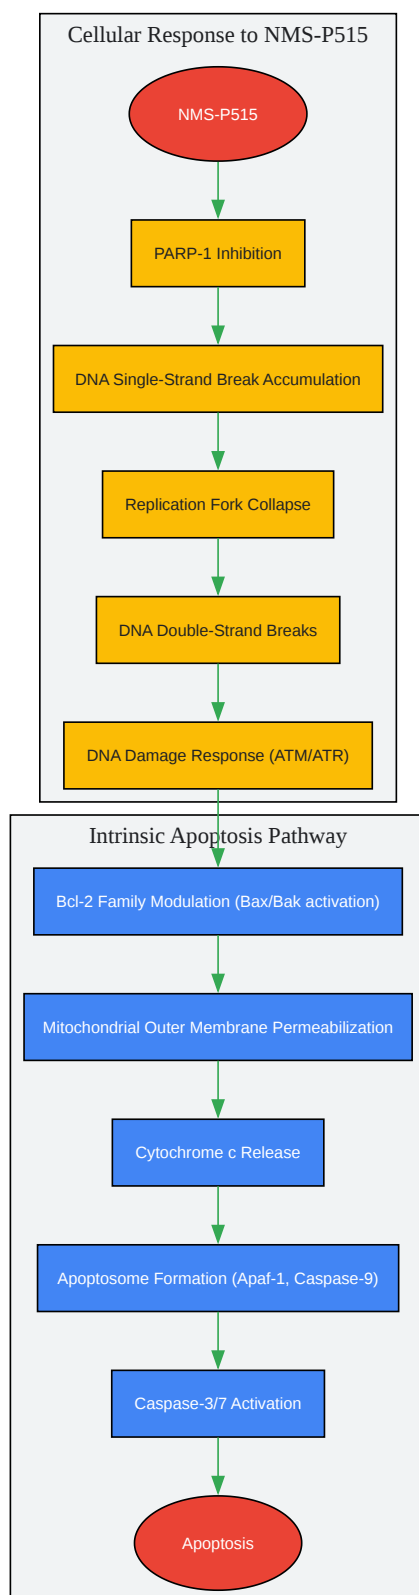 Cellular Response to NMS-P515
NMS-P515
PARP-1 Inhibition
DNA Single-Strand Break Accumulation
Replication Fork Collapse
DNA Double-Strand Breaks
DNA Damage Response (ATM/ATR)
Intrinsic Apoptosis Pathway
Bcl-2 Family Modulation (Bax/Bak activation)
Mitochondrial Outer Membrane Permeabilization
Cytochrome c Release
Apoptosome Formation (Apaf-1, Caspase-9)
Caspase-3/7 Activation
Apoptosis